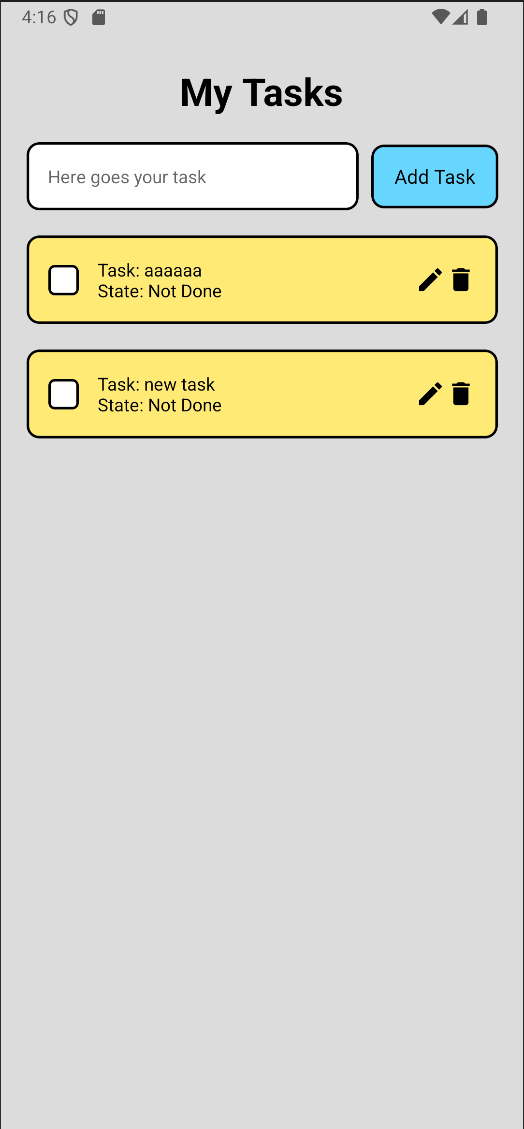 4:16
My Tasks
Here goes your task
Add Task
Task: aaaaaa
State: Not Done
Task: new task
State: Not Done